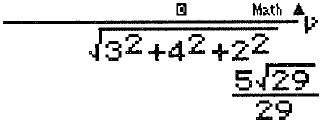 D Math ▲
√3²+4²+2²
5√29
29